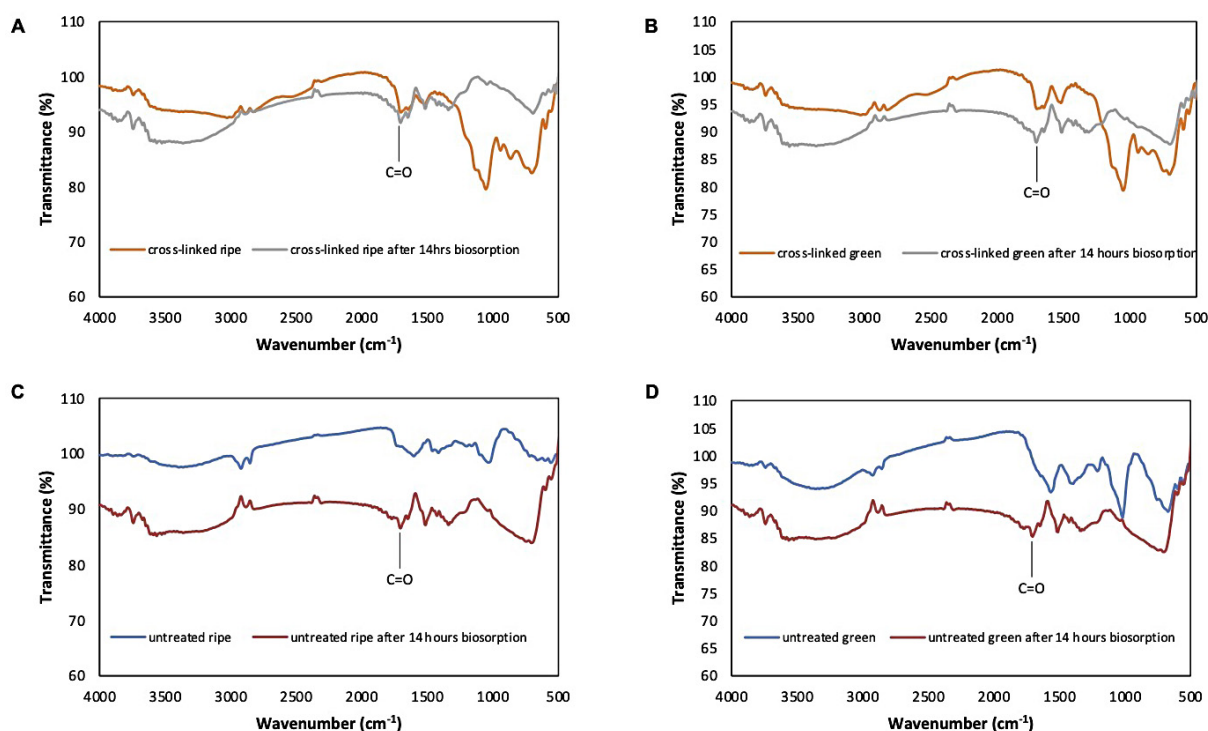 A
110
100
90
80
70
60
Transmittance (%)
C=O
cross-linked ripe
cross-linked ripe after 14hrs biosorption
4000 3500 3000 2500 2000 1500 1000 500
Wavenumber (cm-1)
B
110
105
100
95
90
85
80
75
70
65
60
Transmittance (%)
C=O
cross-linked green
cross-linked green after 14 hours biosorption
4000 3500 3000 2500 2000 1500 1000 500
Wavenumber (cm-1)
C
110
100
90
80
70
60
Transmittance (%)
C=O
untreated ripe
untreated ripe after 14 hours biosorption
4000 3500 3000 2500 2000 1500 1000 500
Wavenumber (cm-1)
D
110
105
100
95
90
85
80
75
70
65
60
Transmittance (%)
C=O
untreated green
untreated green after 14 hours biosorption
4000 3500 3000 2500 2000 1500 1000 500
Wavenumber (cm-1)